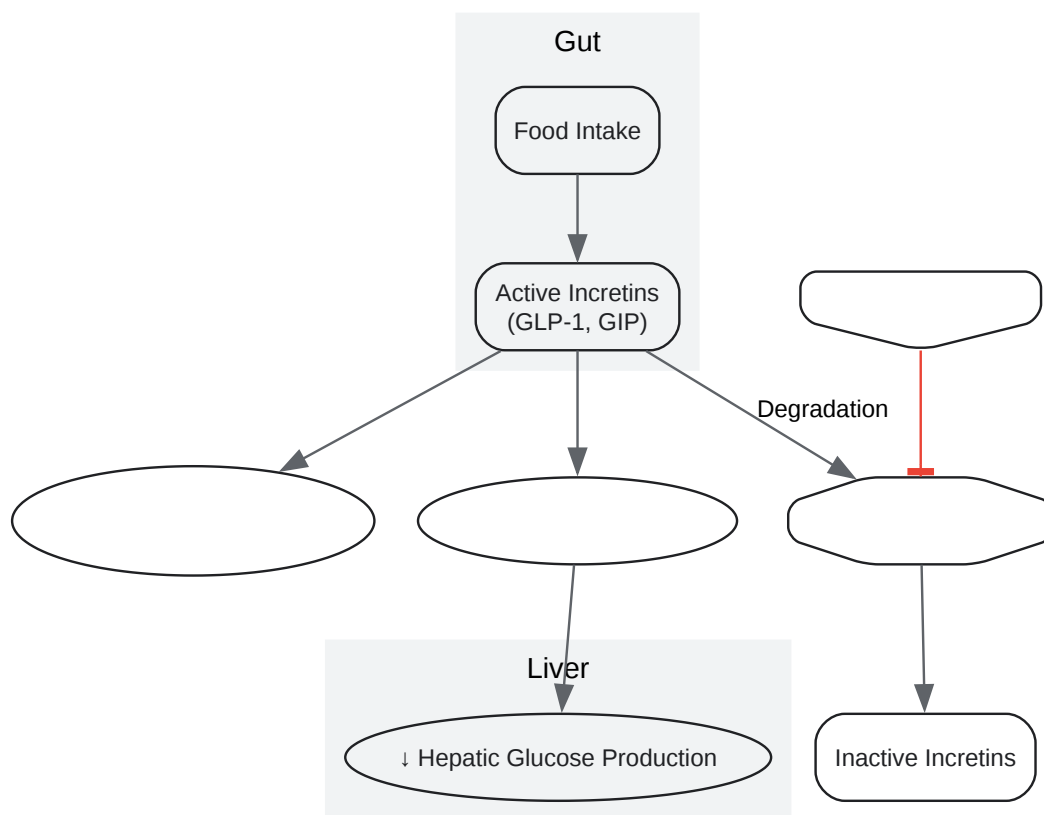 Gut
Food Intake
Active Incretins
(GLP-1, GIP)
Degradation
Liver
↓ Hepatic Glucose Production
Inactive Incretins